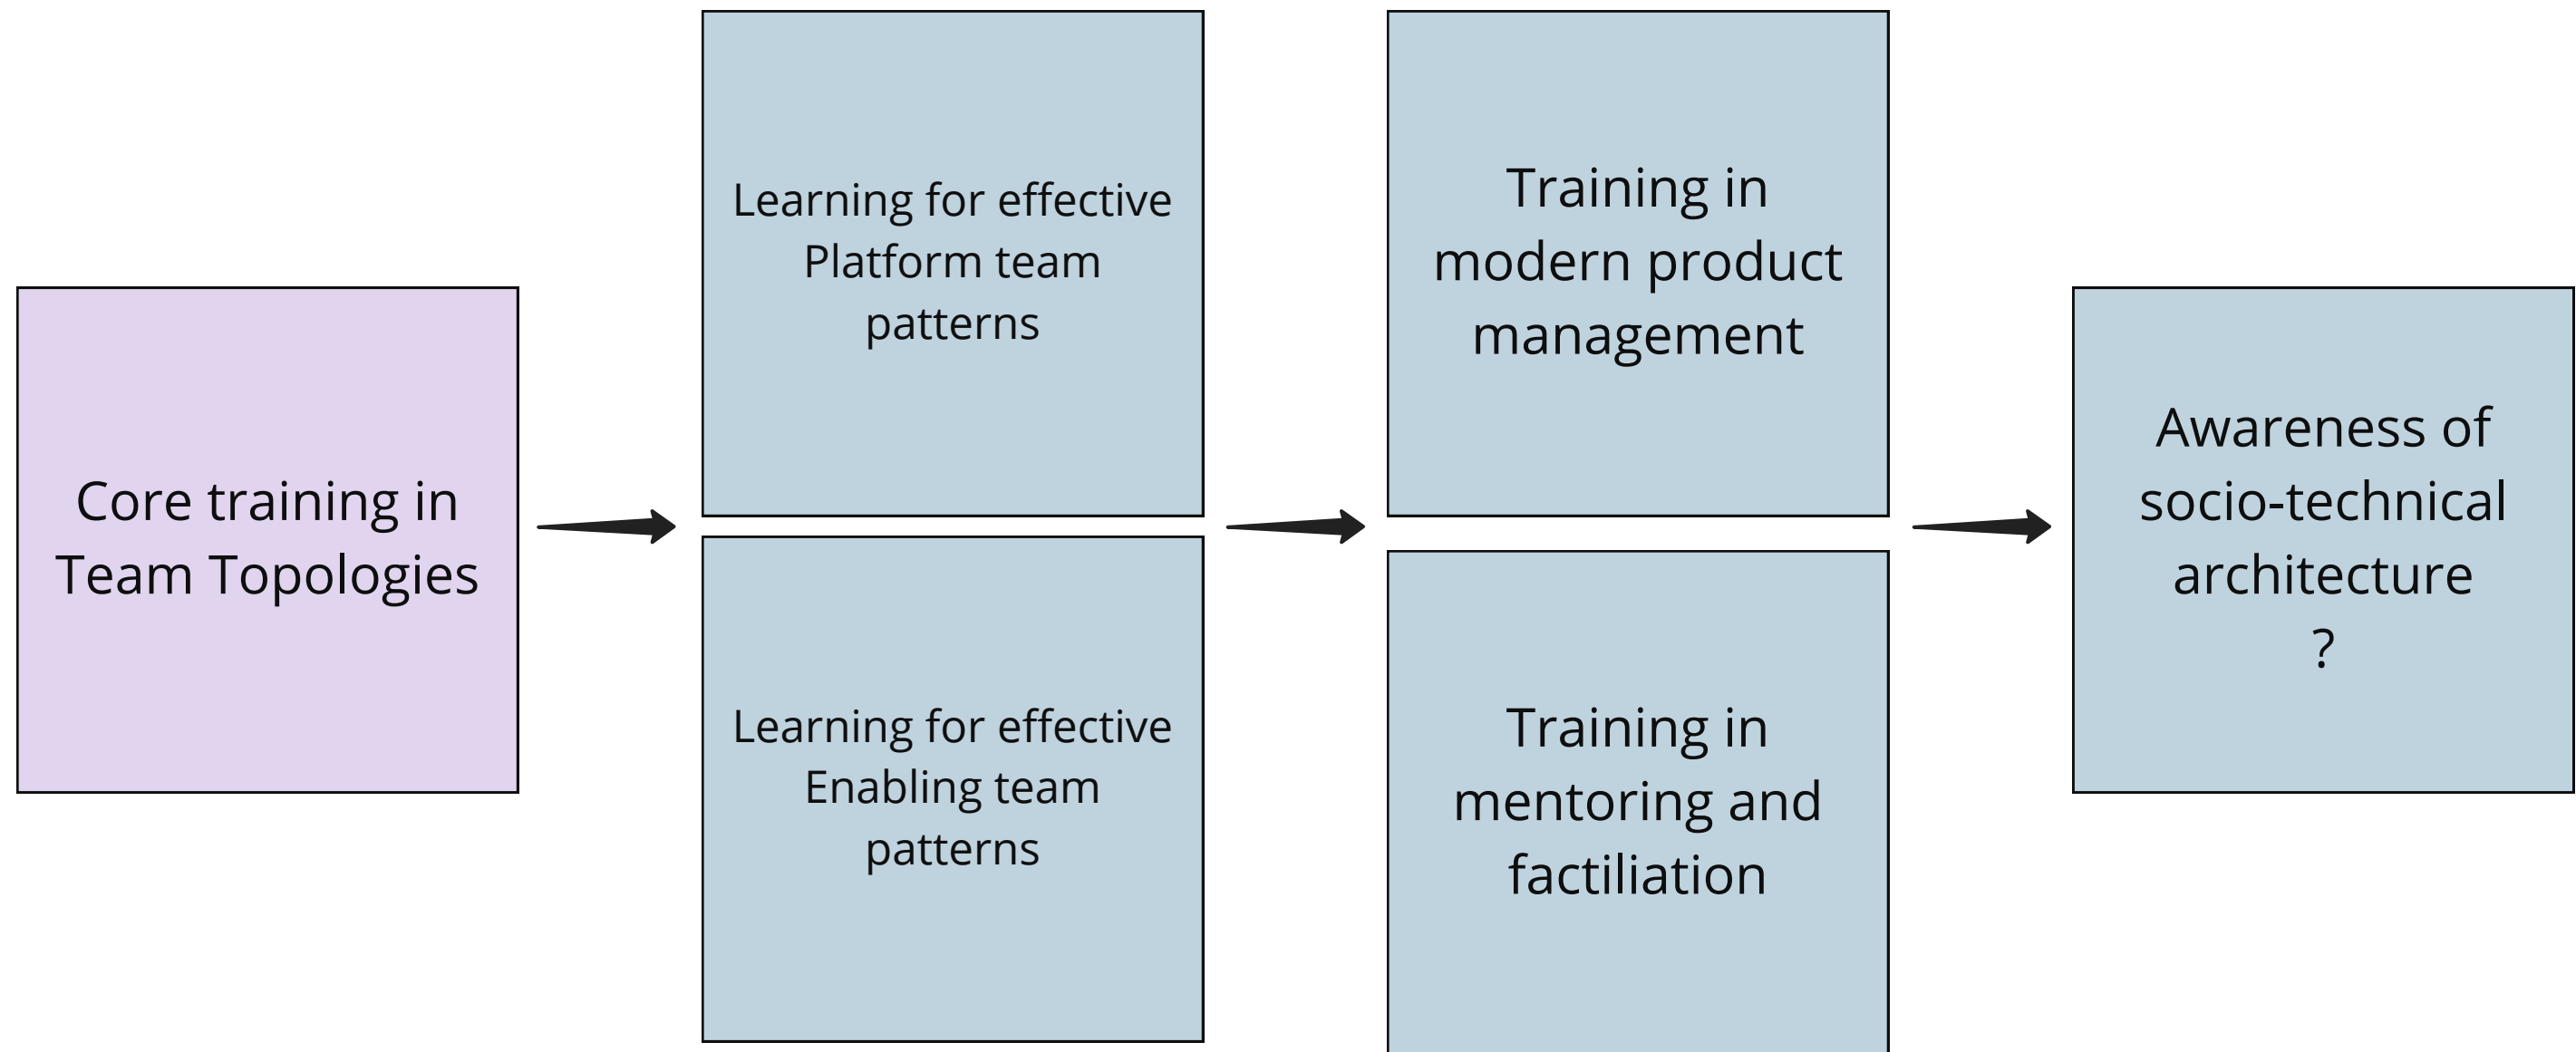 Core training in
Team Topologies
Learning for effective
Platform team
patterns
Learning for effective
Enabling team
patterns
Training in
modern product
management
Training in
mentoring and
factiliation
Awareness of
socio-technical
architecture
?